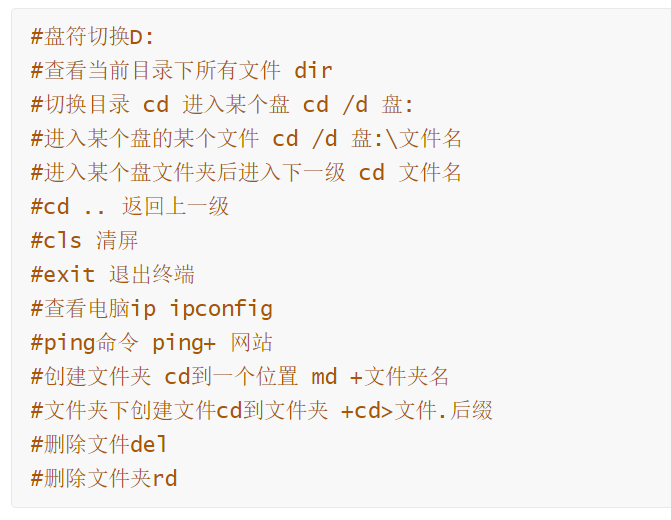 #盘符切换D:
#查看当前目录下所有文件 dir
#切换目录 cd 进入某个盘 cd /d 盘:
#进入某个盘的某个文件 cd /d 盘:\文件名
#进入某个盘文件夹后进入下一级 cd 文件名
#cd .. 返回上一级
#cls 清屏
#exit 退出终端
#查看电脑ip ipconfig
#ping命令 ping+ 网站
#创建文件夹 cd到一个位置 md +文件夹名
#文件夹下创建文件cd到文件夹 +cd>文件.后缀
#删除文件del
#删除文件夹rd